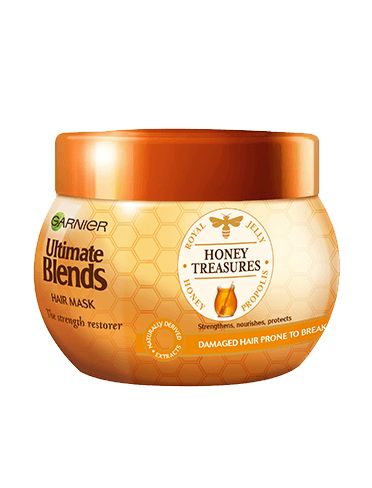 GARNIER
Ultimate
Blends
HAIR MASK
The strength restorer
NATURALLY DERIVED
• EXTRACTS •
ROYAL JELLY
HONEY
TREASURES
• HONEY • PROPOLIS
Strengthens, nourishes, protects
DAMAGED HAIR PRONE TO BREAK